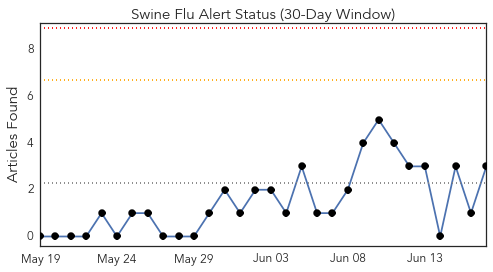 Swine Flu Alert Status (30-Day Window)
Articles Found
8
6
4
2
0
May 19
May 24
May 29
Jun 03
Jun 08
Jun 13